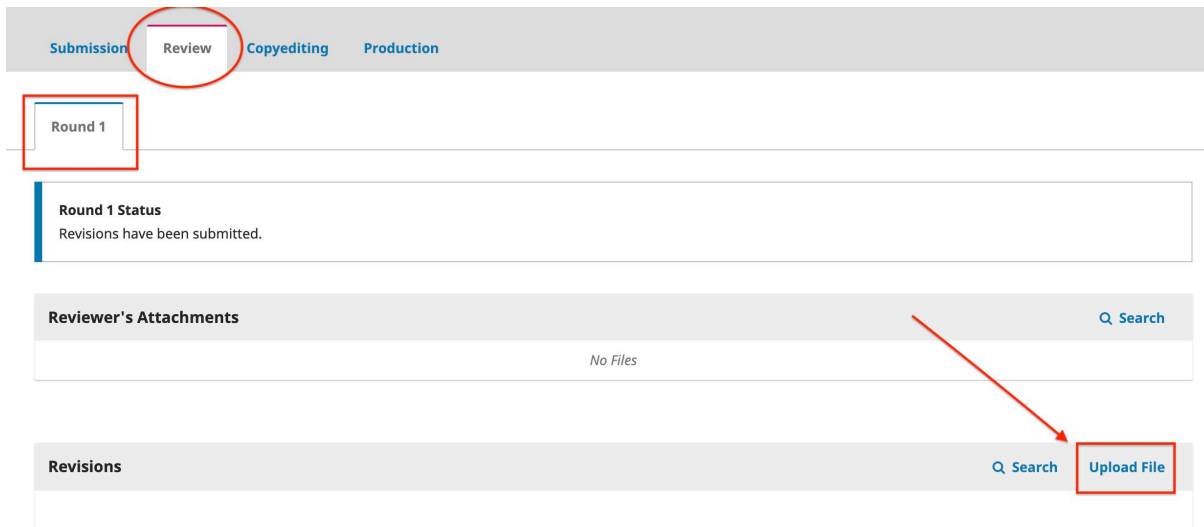 Submission Review Copyediting Production
Round 1
Round 1 Status
Revisions have been submitted.
Reviewer's Attachments Search
No Files
Revisions Search Upload File